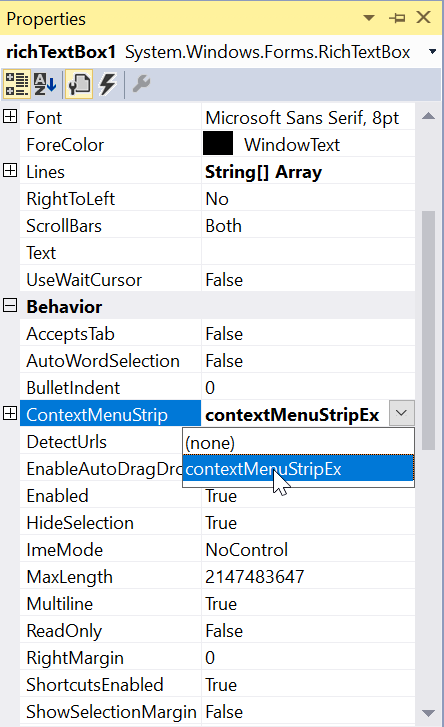 Properties
richTextBox1 System.Windows.Forms.RichTextBox
Font Microsoft Sans Serif, 8pt
ForeColor WindowText
Lines String[] Array
RightToLeft No
ScrollBars Both
Text
UseWaitCursor False
Behavior
AcceptsTab False
AutoWordSelection False
BulletIndent 0
ContextMenuStrip contextMenuStripEx
DetectUrls (none)
EnableAutoDragDro contextMenuStripEx
Enabled True
HideSelection True
ImeMode NoControl
MaxLength 2147483647
Multiline True
ReadOnly False
RightMargin 0
ShortcutsEnabled True
ShowSelectionMargin False